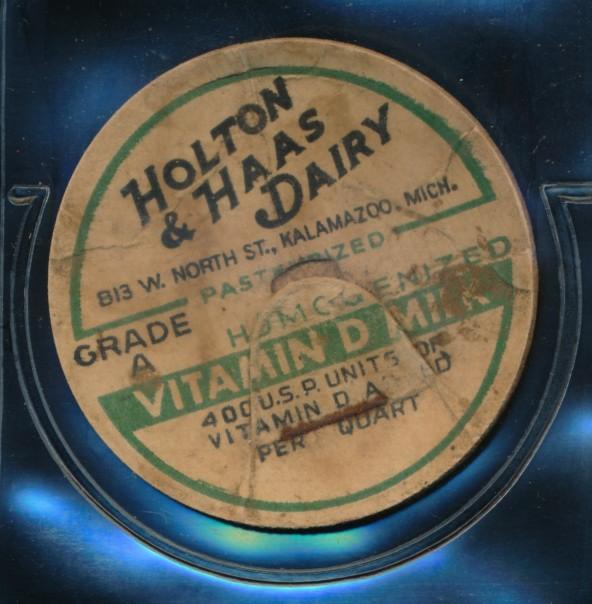 HOLTON
& HAAS
DAIRY
813 W. NORTH ST., KALAMAZOO, MICH.
PASTEURIZED
GRADE
A
HOMOGENIZED
VITAMIN D MILK
400 U.S.P. UNITS OF
VITAMIN D ADDED
PER QUART